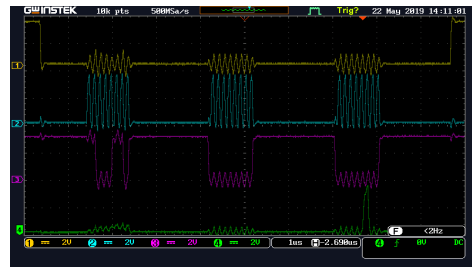 GWINSTEK 10k pts 500MSa/s Trig? 22 May 2019 14:11:01
1
2
3
4
F <2Hz
1 2V 2 2V 3 2V 4 2V 1us H -2.690us 4 0V DC